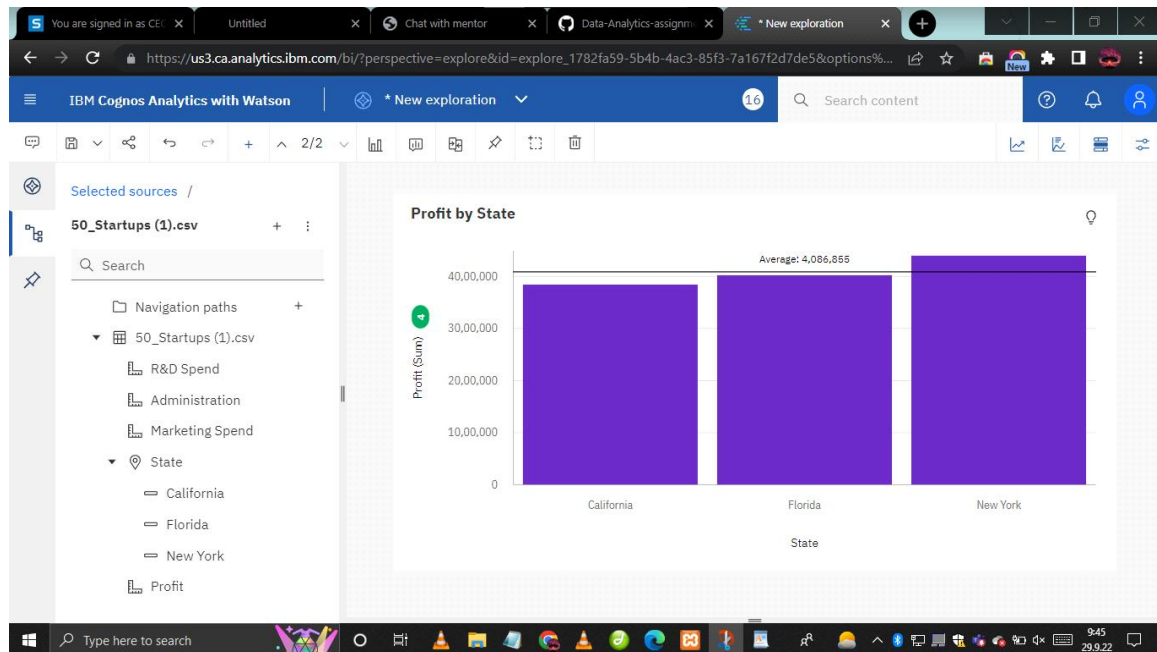 S You are signed in as CEC
Untitled
Chat with mentor
Data-Analytics-assignm
* New exploration
https://us3.ca.analytics.ibm.com/bi/?perspective=explore&id=explore_1782fa59-5b4b-4ac3-85f3-7a167f2d7de5&options%...
New
IBM Cognos Analytics with Watson
* New exploration
16
Search content
2/2
Selected sources /
50_Startups (1).csv
Search
Navigation paths
50_Startups (1).csv
R&D Spend
Administration
Marketing Spend
State
California
Florida
New York
Profit
Profit by State
Average: 4,086,855
40,00,000
30,00,000
20,00,000
10,00,000
0
Profit (Sum)
4
California
Florida
New York
State
Type here to search
9:45
29.9.22